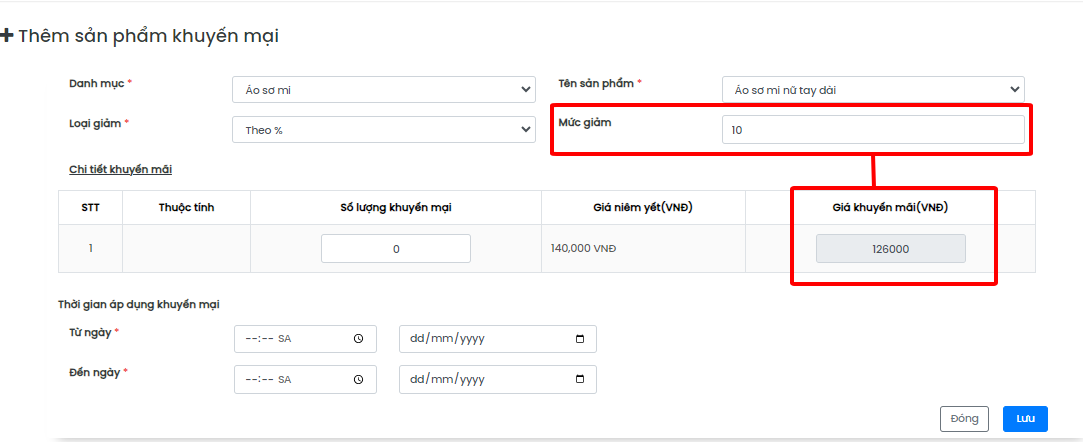 Thêm sản phẩm khuyến mại
Danh mục *
Áo sơ mi
Tên sản phẩm *
Áo sơ mi nữ tay dài
Loại giảm *
Theo %
Mức giảm
10
Chi tiết khuyến mãi
STT Thuộc tính Số lượng khuyến mại Giá niêm yết(VNĐ) Giá khuyến mãi(VNĐ)
1 0 140,000 VNĐ 126000
Thời gian áp dụng khuyến mại
Từ ngày *
--:-- SA
dd/mm/yyyy
Đến ngày *
--:-- SA
dd/mm/yyyy
Đóng
Lưu